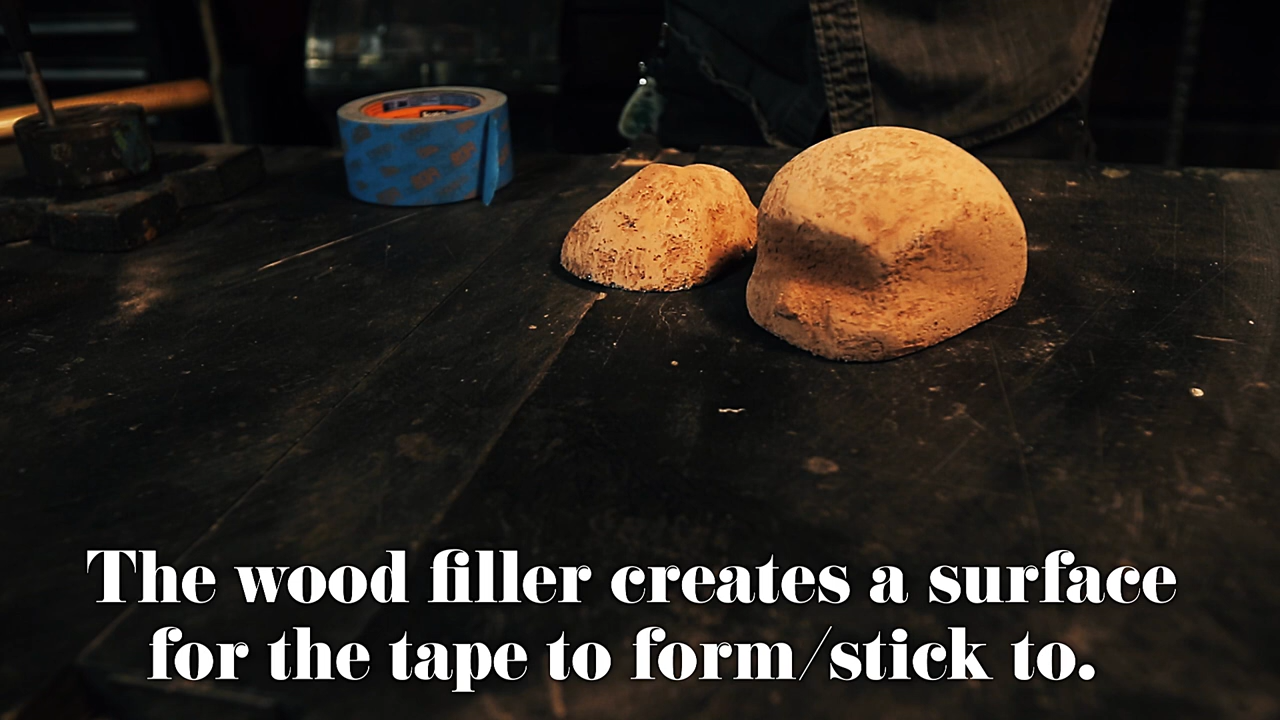 The wood filler creates a surface
for the tape to form/stick to.